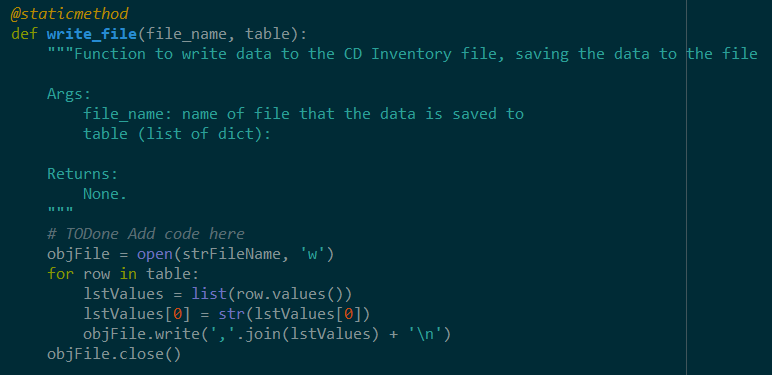 @staticmethod
def write_file(file_name, table):
    """Function to write data to the CD Inventory file, saving the data to the file

    Args:
        file_name: name of file that the data is saved to
        table (list of dict):

    Returns:
        None.
    """
    # TODone Add code here
    objFile = open(strFileName, 'w')
    for row in table:
        lstValues = list(row.values())
        lstValues[0] = str(lstValues[0])
        objFile.write(','.join(lstValues) + '\n')
    objFile.close()